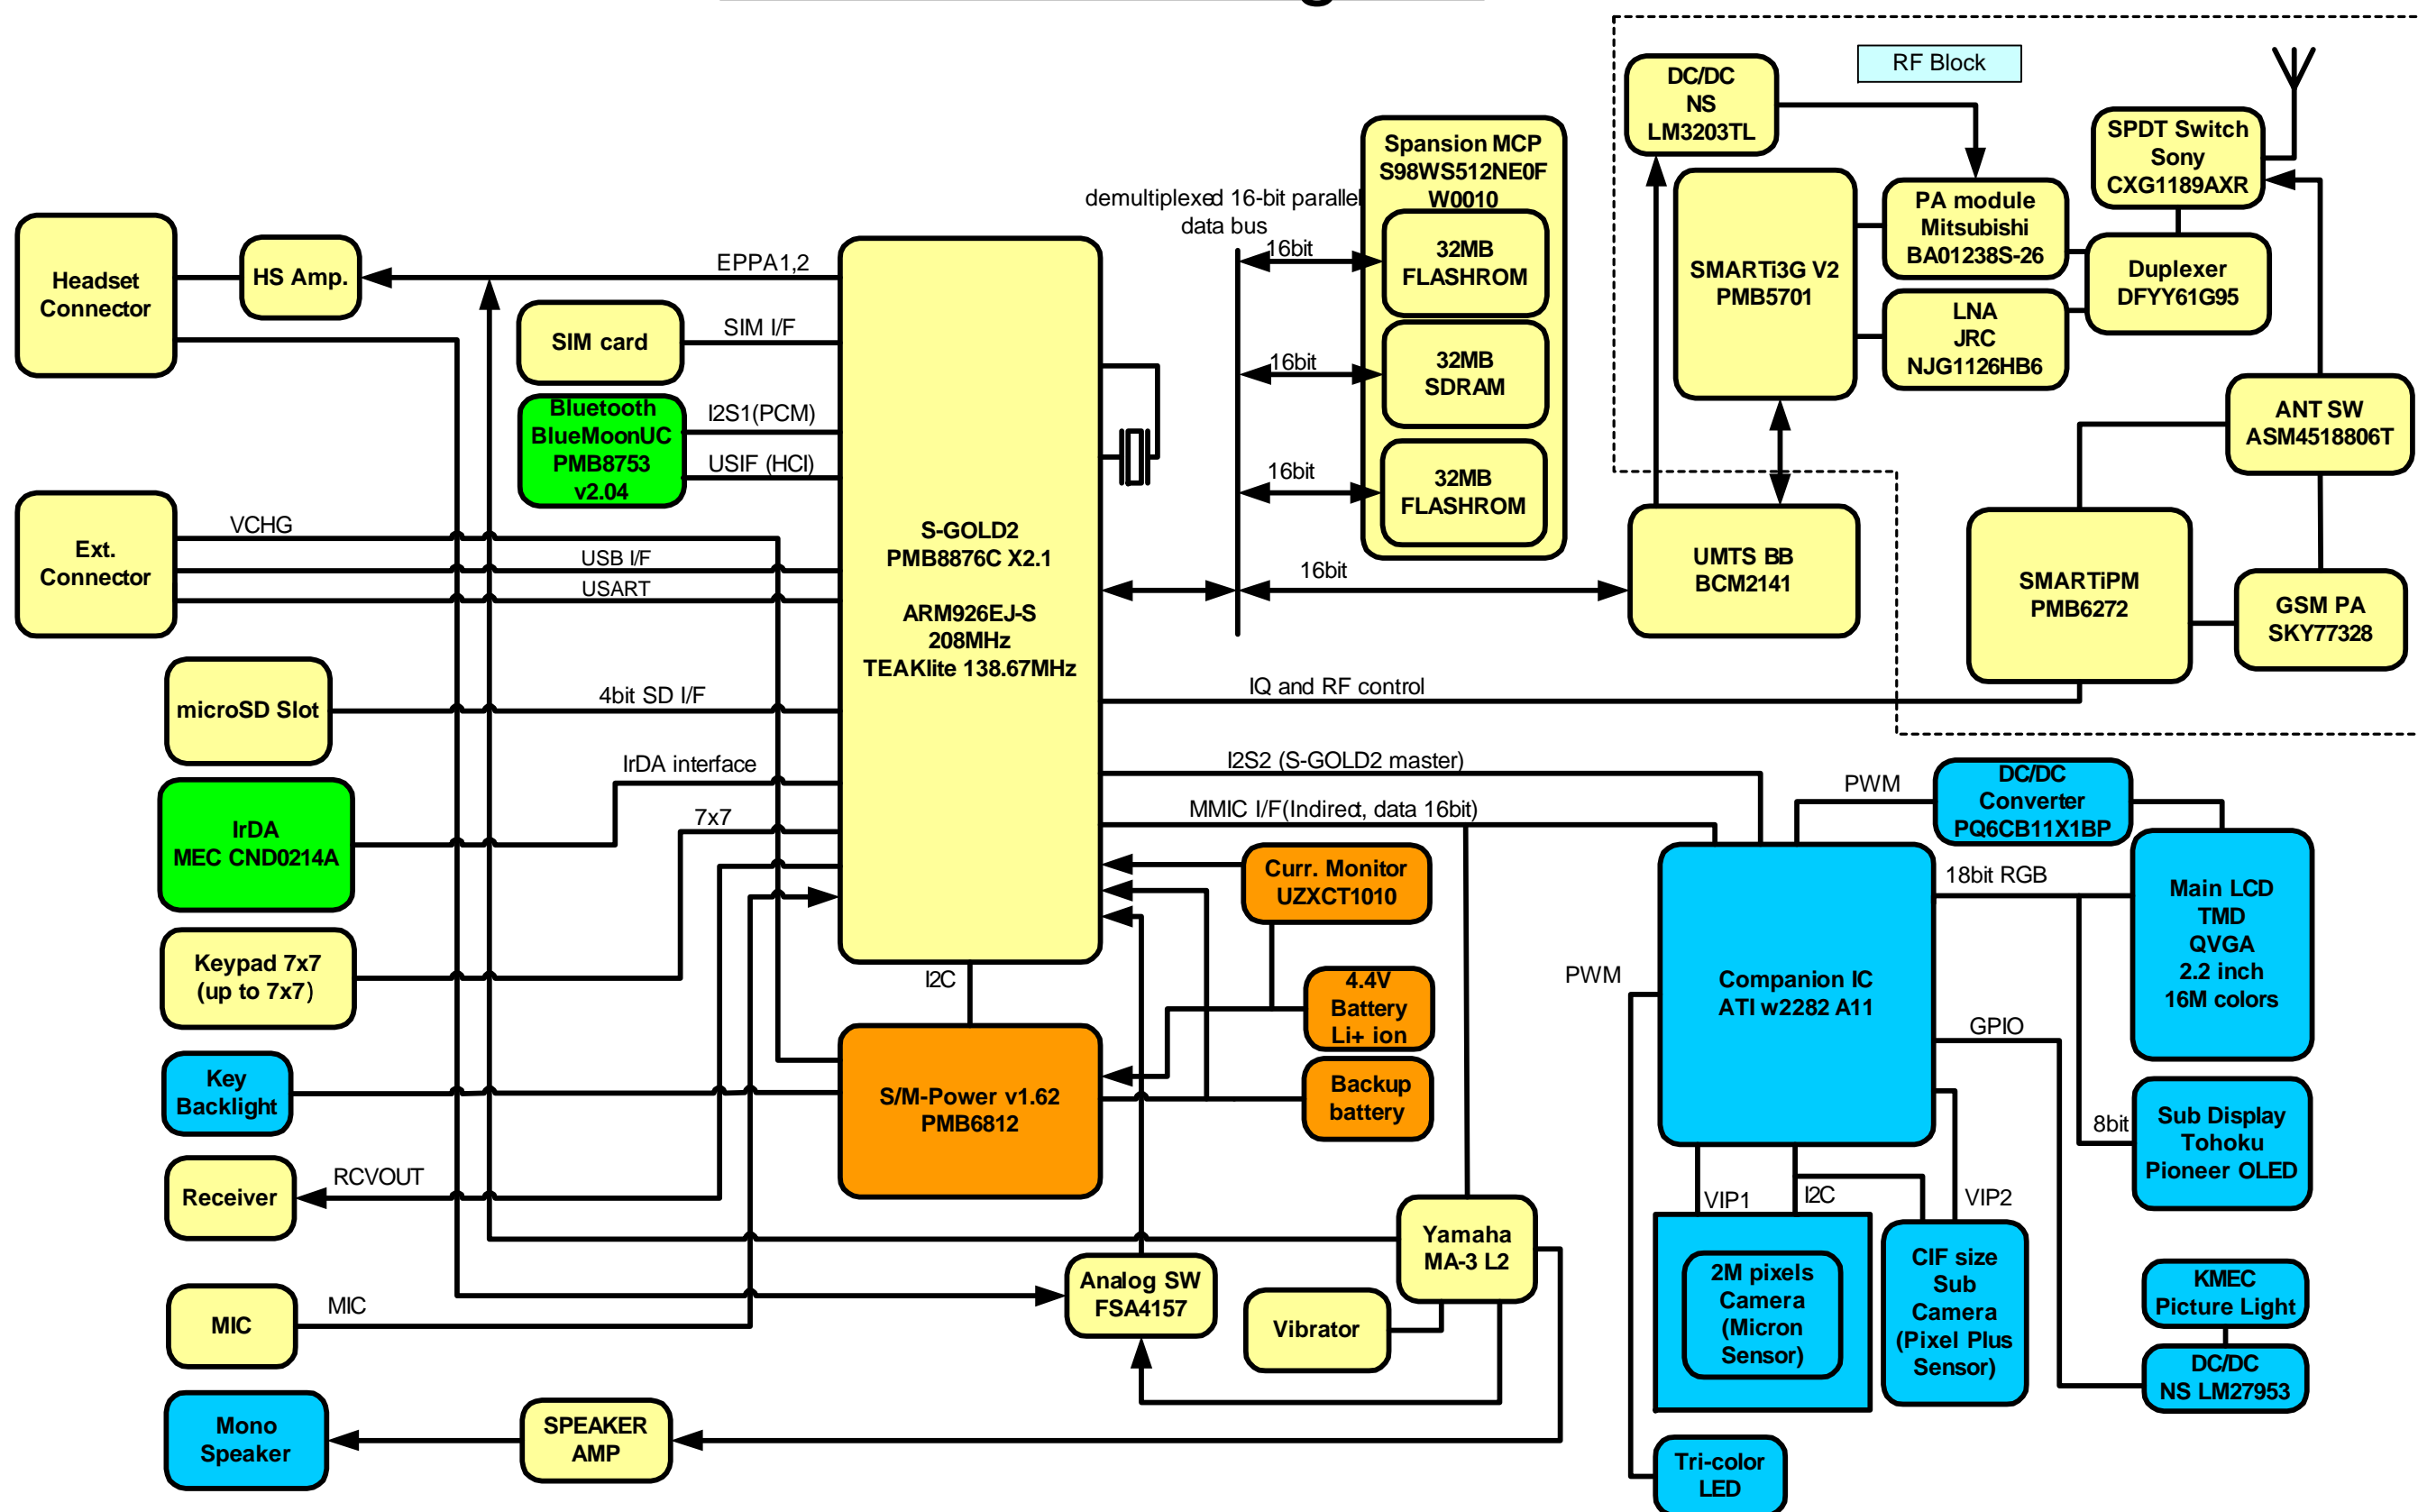 RF Block
DC/DC
NS
LM3203TL
SPDT Switch
Sony
CXG1189AXR
Spansion MCP
S98WS512NE0F
W0010
demultiplexed 16-bit parallel
data bus
SMARTi3G V2
PMB5701
PA module
Mitsubishi
BA01238S-26
Duplexer
DFYY61G95
LNA
JRC
NJG1126HB6
ANT SW
ASM4518806T
16bit
32MB
FLASHROM
16bit
32MB
SDRAM
16bit
32MB
FLASHROM
16bit
UMTS BB
BCM2141
SMARTiPM
PMB6272
GSM PA
SKY77328
Headset
Connector
HS Amp.
EPPA1,2
SIM card
SIM I/F
Bluetooth
BlueMoonUC
PMB8753
v2.04
I2S1(PCM)
USIF (HCI)
Ext.
Connector
VCHG
USB I/F
USART
S-GOLD2
PMB8876C X2.1
ARM926EJ-S
208MHz
TEAKlite 138.67MHz
microSD Slot
4bit SD I/F
IQ and RF control
IrDA
MEC CND0214A
IrDA interface
I2S2 (S-GOLD2 master)
MMIC I/F(Indirect, data 16bit)
7x7
Keypad 7x7
(up to 7x7)
PWM
DC/DC
Converter
PQ6CB11X1BP
Curr. Monitor
UZXCT1010
18bit RGB
Main LCD
TMD
QVGA
2.2 inch
16M colors
I2C
4.4V
Battery
Li+ ion
PWM
Companion IC
ATI w2282 A11
GPIO
Key
Backlight
S/M-Power v1.62
PMB6812
Backup
battery
8bit
Sub Display
Tohoku
Pioneer OLED
Receiver
RCVOUT
VIP1
I2C
VIP2
Yamaha
MA-3 L2
Analog SW
FSA4157
Vibrator
2M pixels
Camera
(Micron
Sensor)
CIF size
Sub
Camera
(Pixel Plus
Sensor)
KMEC
Picture Light
DC/DC
NS LM27953
MIC
MIC
Mono
Speaker
SPEAKER
AMP
Tri-color
LED